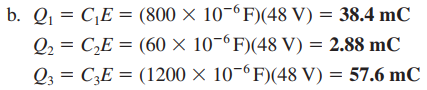 b. Q₁ = C₁E = (800 × 10⁻⁶ F)(48 V) = 38.4 mC
Q₂ = C₂E = (60 × 10⁻⁶ F)(48 V) = 2.88 mC
Q₃ = C₃E = (1200 × 10⁻⁶ F)(48 V) = 57.6 mC